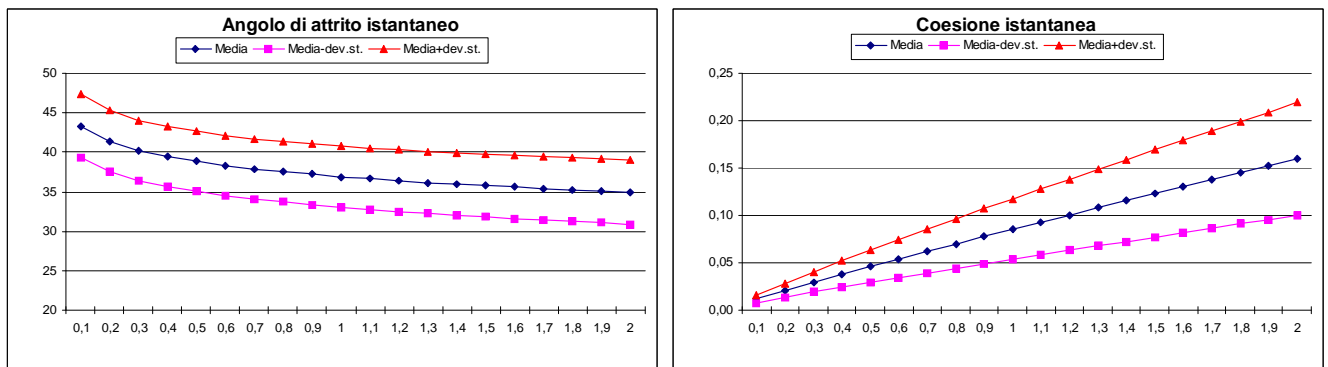 Angolo di attrito istantaneo
Media Media-dev.st. Media+dev.st.
50
45
40
35
30
25
20
0,1 0,2 0,3 0,4 0,5 0,6 0,7 0,8 0,9 1 1,1 1,2 1,3 1,4 1,5 1,6 1,7 1,8 1,9 2
Coesione istantanea
Media Media-dev.st. Media+dev.st.
0,25
0,20
0,15
0,10
0,05
0,00
0,1 0,2 0,3 0,4 0,5 0,6 0,7 0,8 0,9 1 1,1 1,2 1,3 1,4 1,5 1,6 1,7 1,8 1,9 2